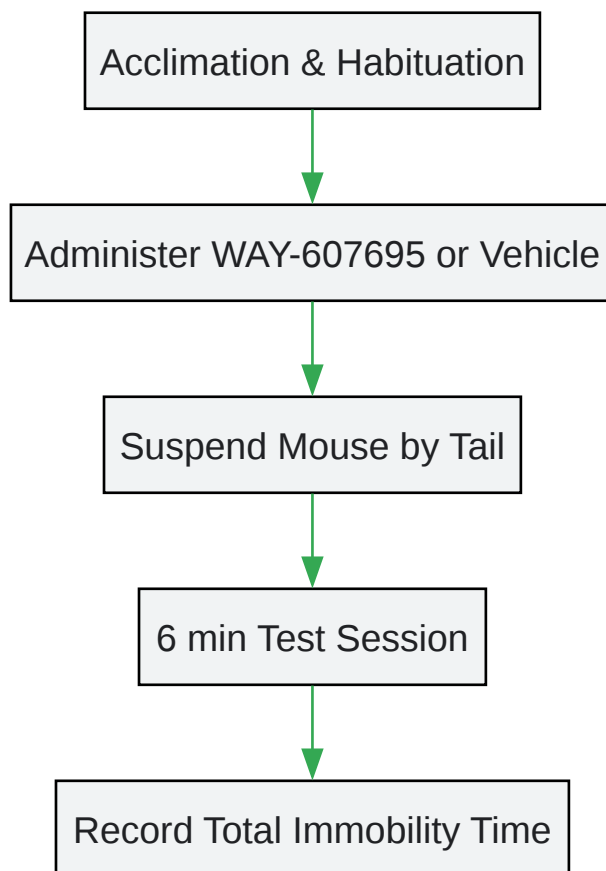 Acclimation & Habituation
Administer WAY-607695 or Vehicle
Suspend Mouse by Tail
6 min Test Session
Record Total Immobility Time